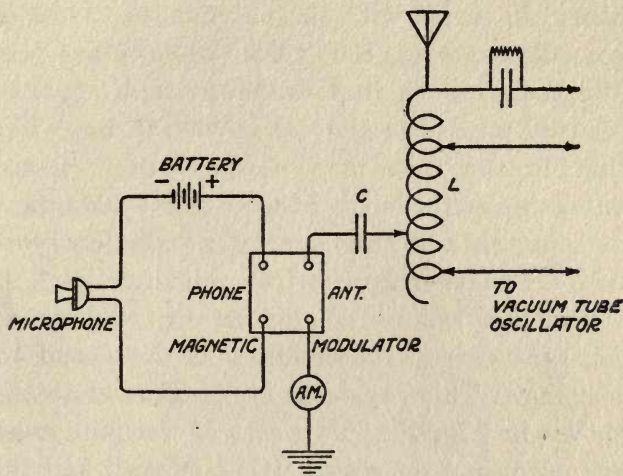 BATTERY
- +
C
L
PHONE
ANT.
MICROPHONE
MAGNETIC
MODULATOR
TO
VACUUM TUBE
OSCILLATOR
A.M.